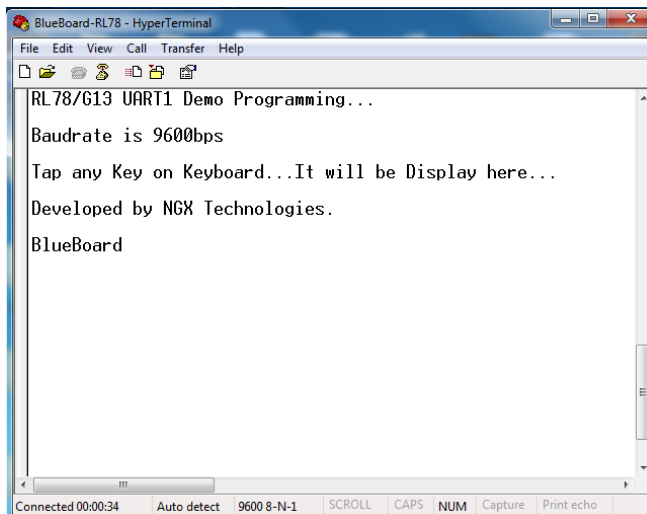 BlueBoard-RL78 - HyperTerminal
File Edit View Call Transfer Help
RL78/G13 UART1 Demo Programming...
Baudrate is 9600bps
Tap any Key on Keyboard...It will be Display here...
Developed by NGX Technologies.
BlueBoard
Connected 00:00:34 Auto detect 9600 8-N-1 SCROLL CAPS NUM Capture Print echo